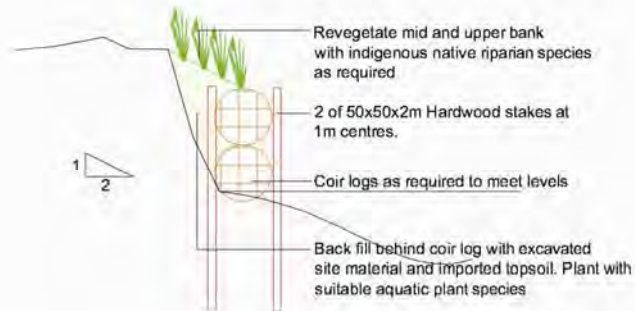 Revegetate mid and upper bank
with indigenous native riparian species
as required
2 of 50x50x2m Hardwood stakes at
1m centres.
1
2
Coir logs as required to meet levels
Back fill behind coir log with excavated
site material and imported topsoil. Plant with
suitable aquatic plant species